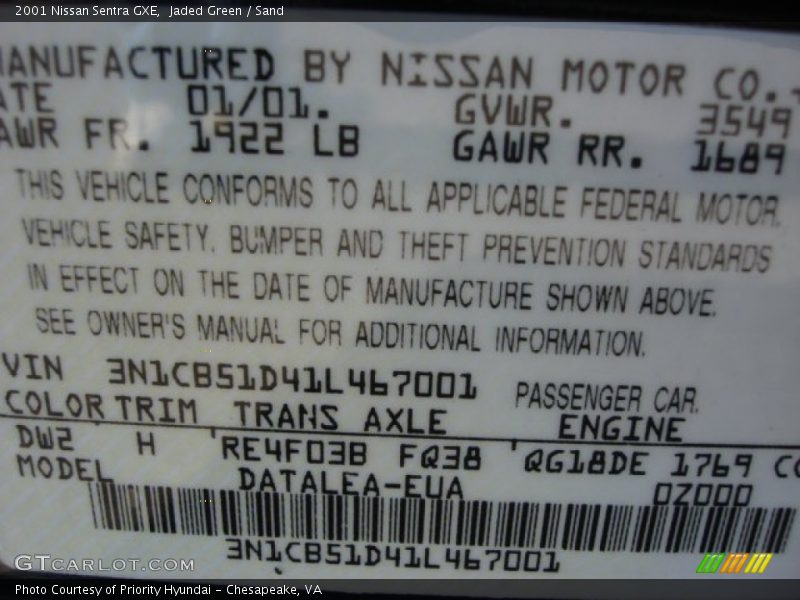 2001 Nissan Sentra GXE, Jaded Green / Sand
MANUFACTURED BY NISSAN MOTOR CO.,
ATE 01/01. GVWR. 3549
AWR FR. 1922 LB GAWR RR. 1689
THIS VEHICLE CONFORMS TO ALL APPLICABLE FEDERAL MOTOR.
VEHICLE SAFETY, BUMPER AND THEFT PREVENTION STANDARDS
IN EFFECT ON THE DATE OF MANUFACTURE SHOWN ABOVE.
SEE OWNER'S MANUAL FOR ADDITIONAL INFORMATION.
VIN 3N1CB51D41L467001 PASSENGER CAR.
COLOR TRIM TRANS AXLE ENGINE
DW2 H RE4F03B FQ38 QG18DE 1769 CC
MODEL DATALEA-EUA 0Z000
3N1CB51D41L467001
GTCARLOT.COM
Photo Courtesy of Priority Hyundai - Chesapeake, VA